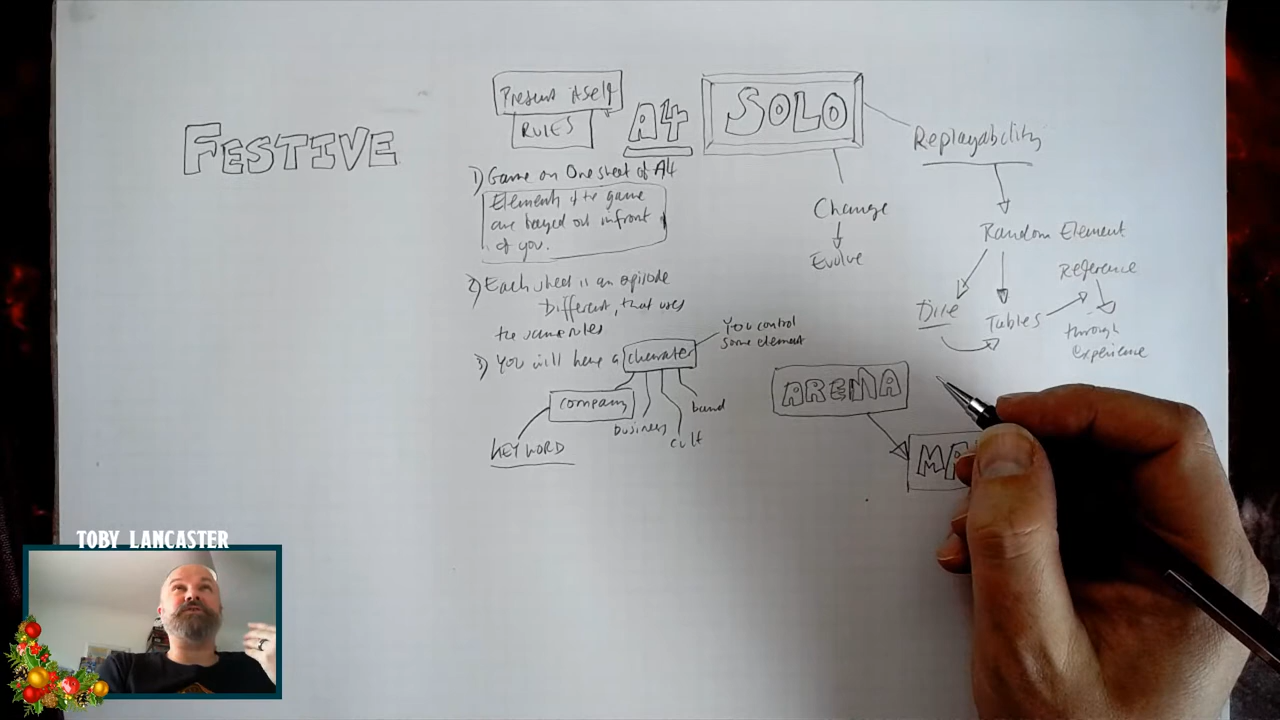 FESTIVE
Present itself
RULES
A4
SOLO
1) Game on One sheet of A4
Elements of the game
are layed out infront
of you.
2) Each sheet is an episode
Different, that uses
the same rules
3) You will have a character
You control
some element
company
business
cult
band
KEY WORD
Replayability
Change
Evolve
Random Element
Dice
Tables
Reference
through
experience
ARENA
TOBY LANCASTER